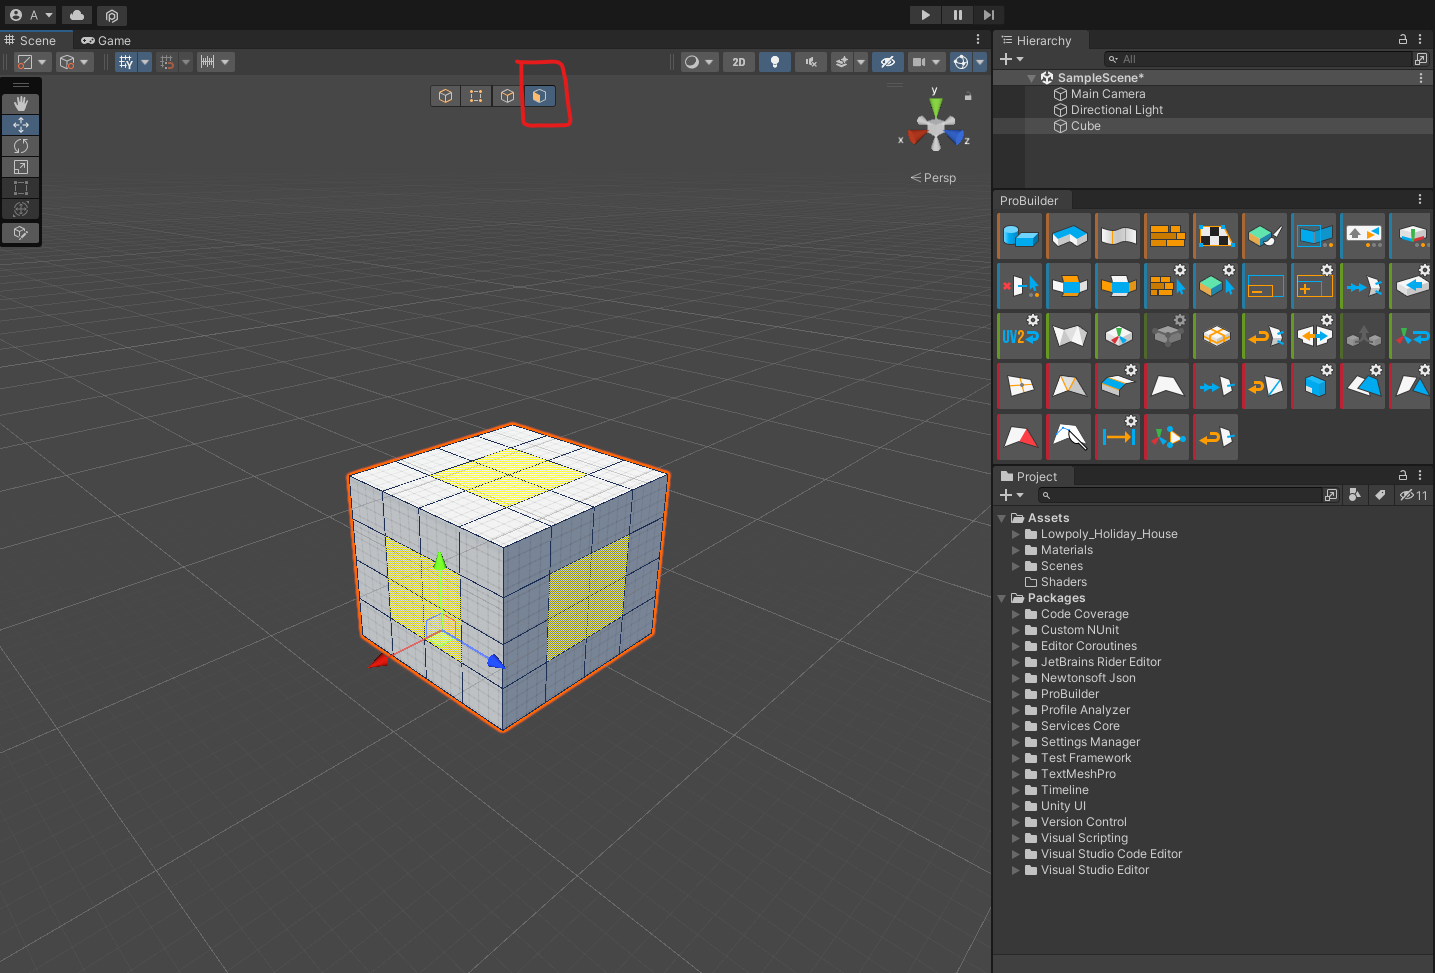 A
Scene
Game
Hierarchy
Y
2D
All
SampleScene*
Main Camera
Directional Light
Cube
y
x
z
Persp
ProBuilder
UV2
Project
11
Assets
Lowpoly_Holiday_House
Materials
Scenes
Shaders
Packages
Code Coverage
Custom NUnit
Editor Coroutines
JetBrains Rider Editor
Newtonsoft Json
ProBuilder
Profile Analyzer
Services Core
Settings Manager
Test Framework
TextMeshPro
Timeline
Unity UI
Version Control
Visual Scripting
Visual Studio Code Editor
Visual Studio Editor